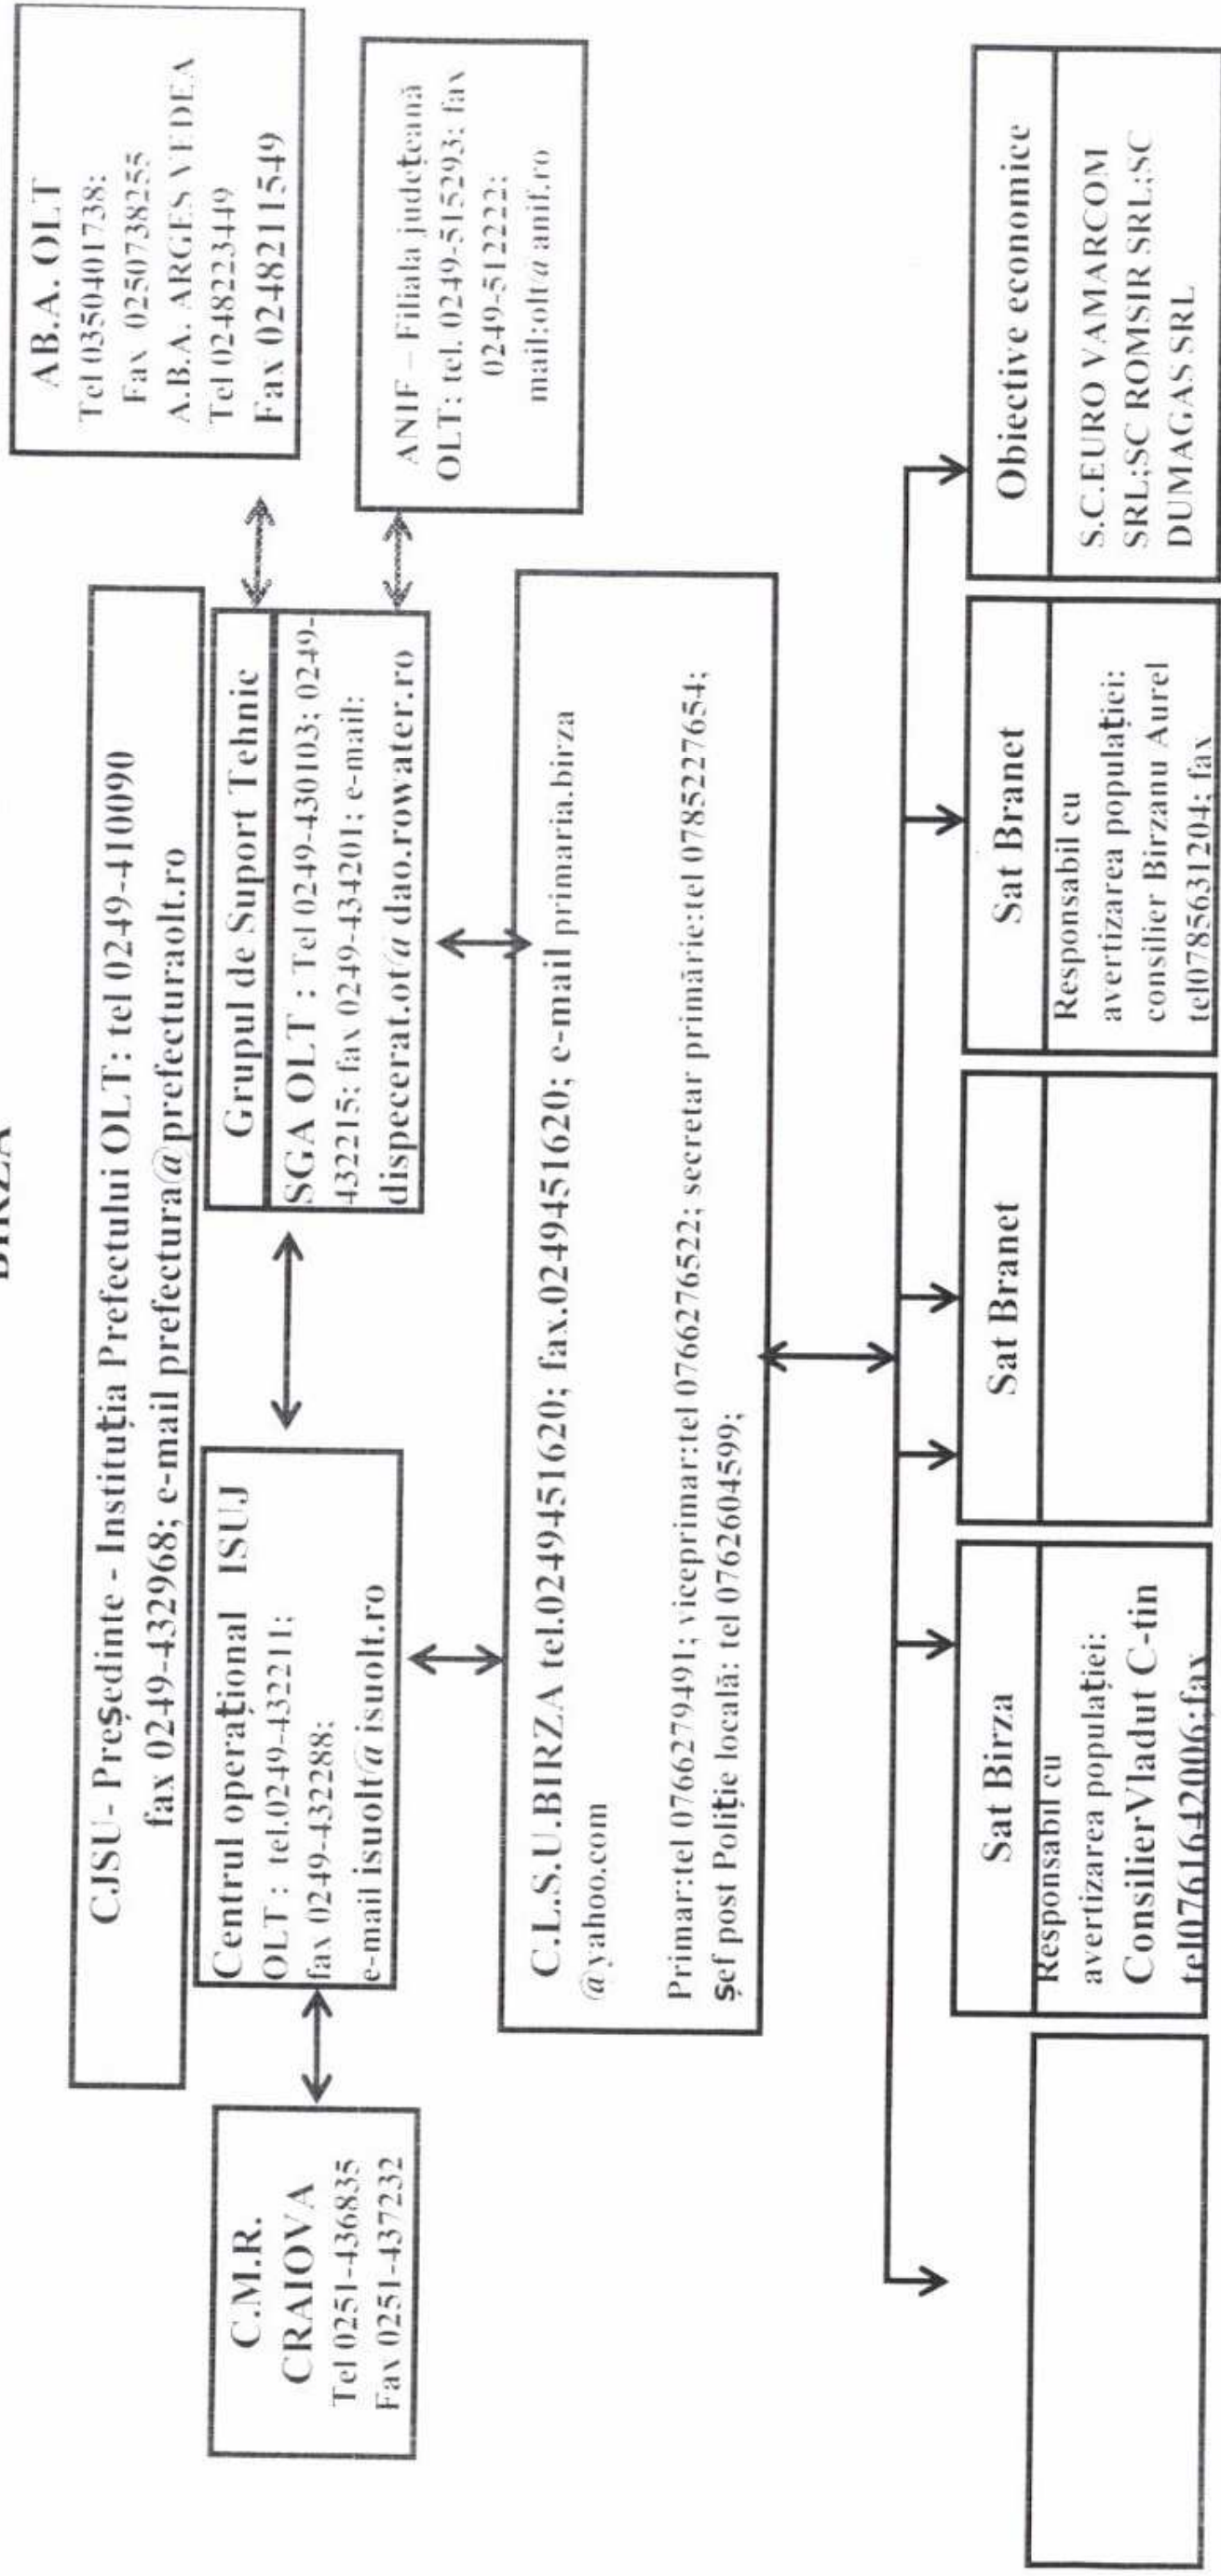 BIRZA
CJSU- Președinte - Instituția Prefectului OLT: tel 0249-410090
fax 0249-432968; e-mail prefectura@prefecturaolt.ro
AB.A. OLT
Tel 0350401738;
Fax 0250738255
A.B.A. ARGES VEDEA
Tel 0248223449
Fax 02482111549
C.M.R.
CRAIOVA
Tel 0251-436835
Fax 0251-437232
Centrul operațional ISUJ
OLT : tel.0249-432211;
fax 0249-432288;
e-mail isuolt@isuolt.ro
Grupul de Suport Tehnic
SGA OLT : Tel 0249-430103; 0249-
432215; fax 0249-434201; e-mail:
dispecerat.ot@dao.rowater.ro
ANIF – Filiala județeană
OLT: tel. 0249-515293; fax
0249-512222;
mail:olt@anif.ro
C.L.S.U.BIRZA tel.0249451620; fax.0249451620; e-mail primaria.birza
@yahoo.com
Primar:tel 0766279491; viceprimar:tel 0766276522; secretar primărie:tel 0785227654;
șef post Poliție locală: tel 0762604599;
Sat Birza
Responsabil cu
avertizarea populației:
ConsilierVladut C-tin
tel0761642006;fax
Sat Branet
Sat Branet
Responsabil cu
avertizarea populației:
consilier Birzanu Aurel
tel0785631204; fax
Obiective economice
S.C.EURO VAMARCOM
SRL;SC ROMSIR SRL;SC
DUMAGAS SRL